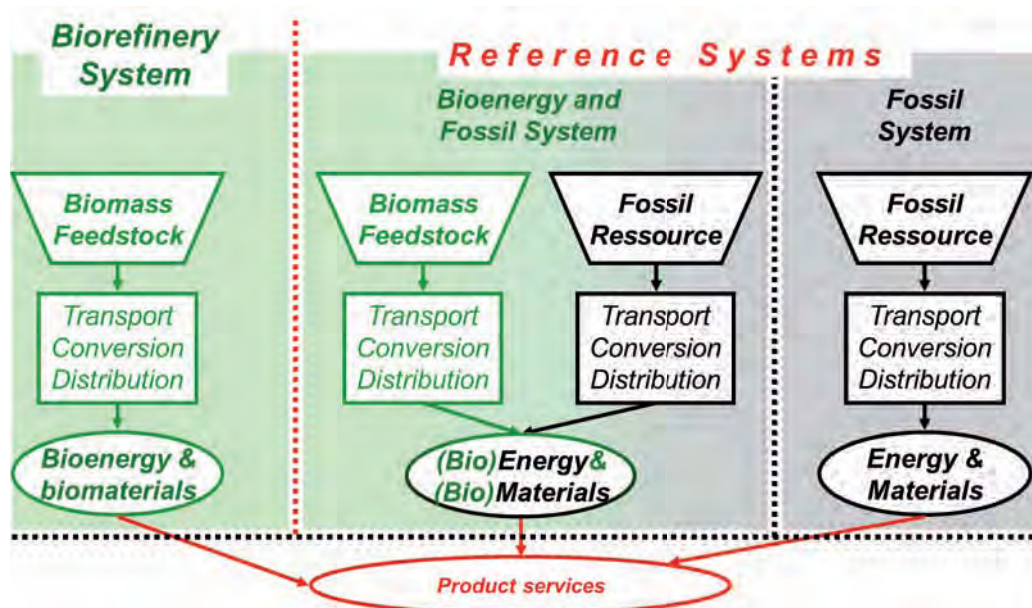 Biorefinery
System
Reference Systems
Bioenergy and
Fossil System
Fossil
System
Biomass
Feedstock
Biomass
Feedstock
Fossil
Ressource
Fossil
Ressource
Transport
Conversion
Distribution
Transport
Conversion
Distribution
Transport
Conversion
Distribution
Transport
Conversion
Distribution
Bioenergy &
biomaterials
(Bio)Energy&
(Bio)Materials
Energy &
Materials
Product services